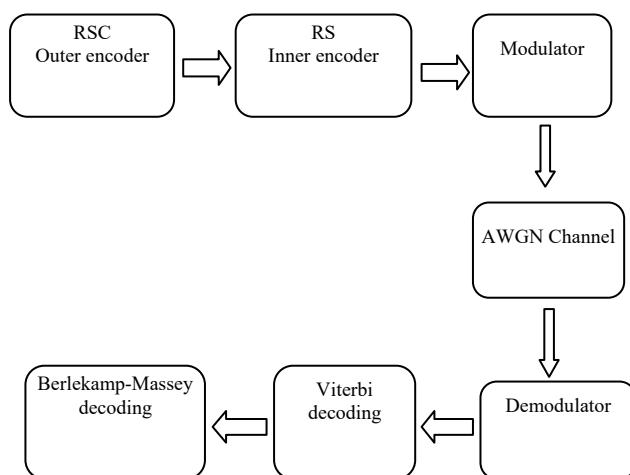 RSC
Outer encoder
RS
Inner encoder
Modulator
AWGN Channel
Demodulator
Viterbi
decoding
Berlekamp-Massey
decoding